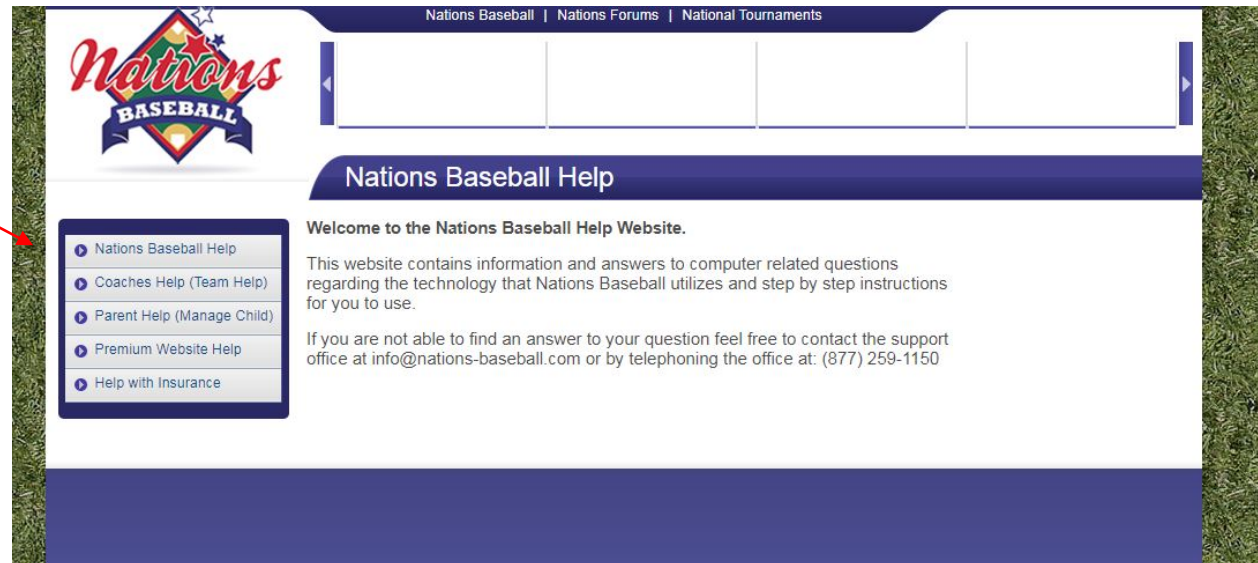 Nations Baseball | Nations Forums | National Tournaments
Nations
BASEBALL
Nations Baseball Help
Nations Baseball Help
Coaches Help (Team Help)
Parent Help (Manage Child)
Premium Website Help
Help with Insurance
Welcome to the Nations Baseball Help Website.
This website contains information and answers to computer related questions
regarding the technology that Nations Baseball utilizes and step by step instructions
for you to use.
If you are not able to find an answer to your question feel free to contact the support
office at info@nations-baseball.com or by telephoning the office at: (877) 259-1150